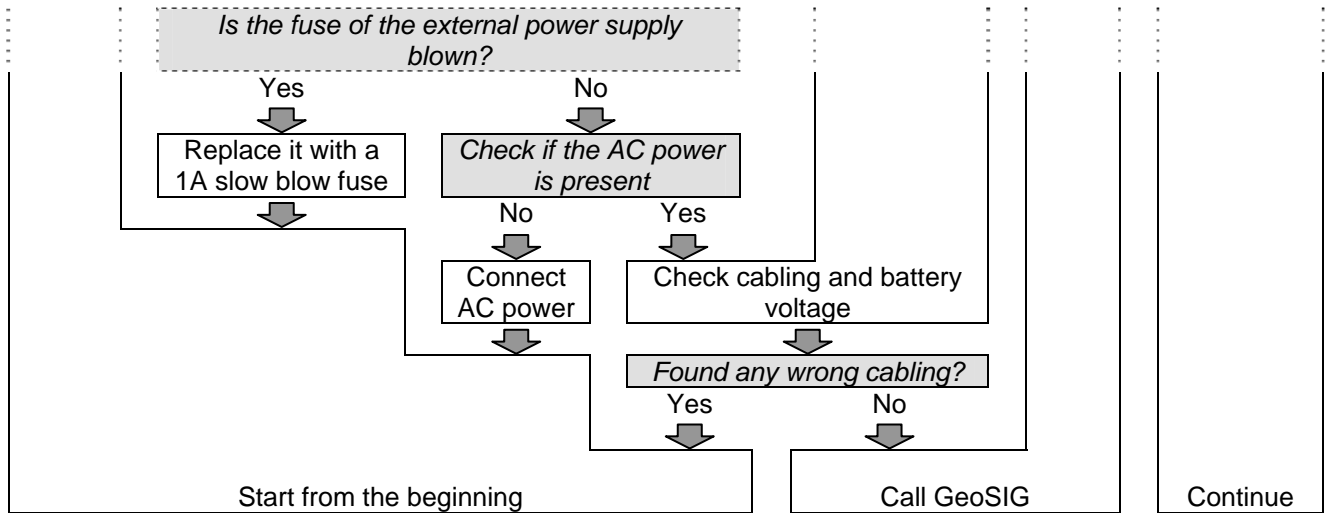 Is the fuse of the external power supply
blown?
Yes
No
Replace it with a
1A slow blow fuse
Check if the AC power
is present
No
Yes
Connect
AC power
Check cabling and battery
voltage
Found any wrong cabling?
Yes
No
Start from the beginning
Call GeoSIG
Continue